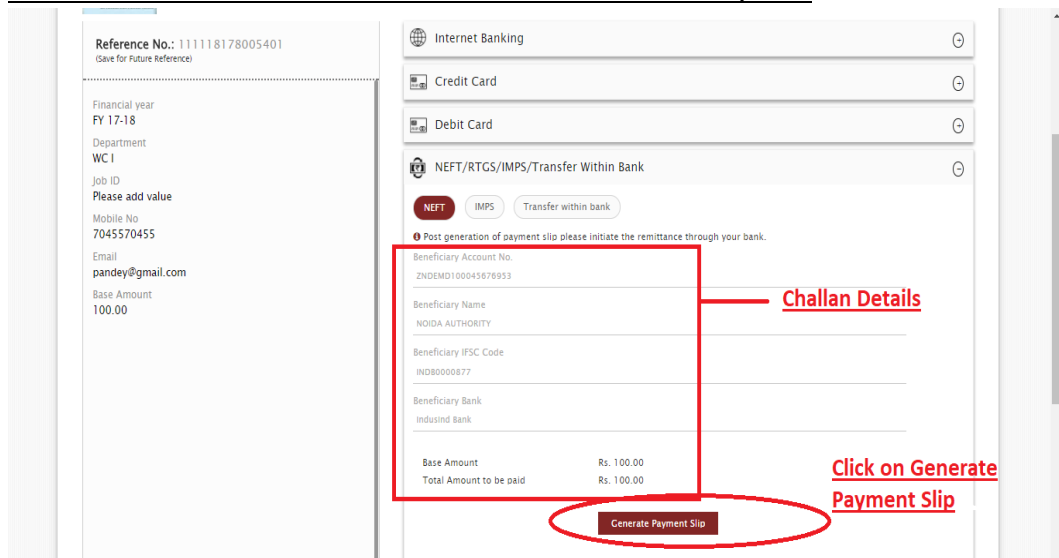 Reference No.: 111118178005401
(Save for Future Reference)
Financial year
FY 17-18
Department
WC I
Job ID
Please add value
Mobile No
7045570455
Email
pandey@gmail.com
Base Amount
100.00
Internet Banking
Credit Card
Debit Card
NEFT/RTGS/IMPS/Transfer Within Bank
NEFT IMPS Transfer within bank
Post generation of payment slip please initiate the remittance through your bank.
Beneficiary Account No.
ZNDEMD100045676953
Beneficiary Name
NOIDA AUTHORITY
Beneficiary IFSC Code
INDB0000877
Beneficiary Bank
Indusind Bank
Base Amount Rs. 100.00
Total Amount to be paid Rs. 100.00
Generate Payment Slip
Challan Details
Click on Generate
Payment Slip